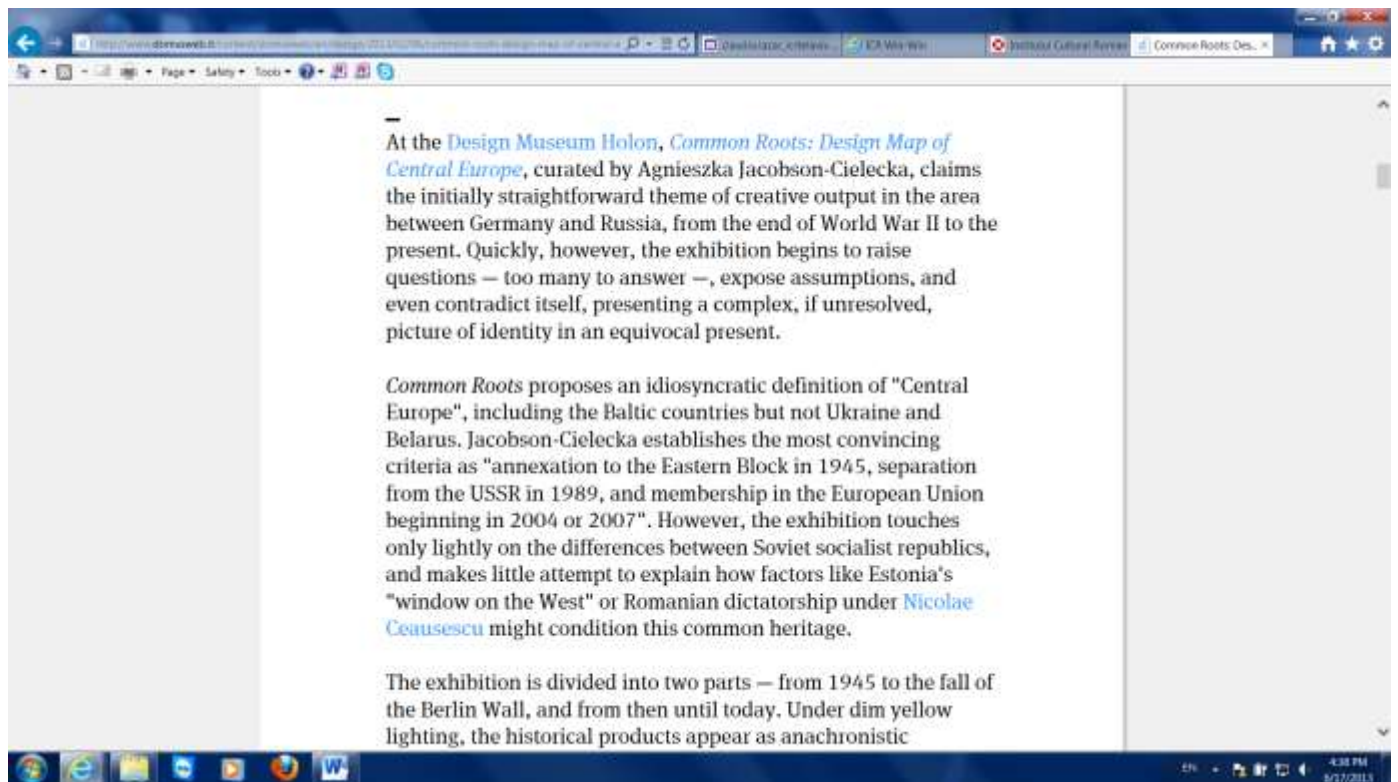 Page
Safety
Tools
Common Roots: Des...
—
At the Design Museum Holon, Common Roots: Design Map of
Central Europe, curated by Agnieszka Jacobson-Cielecka, claims
the initially straightforward theme of creative output in the area
between Germany and Russia, from the end of World War II to the
present. Quickly, however, the exhibition begins to raise
questions — too many to answer —, expose assumptions, and
even contradict itself, presenting a complex, if unresolved,
picture of identity in an equivocal present.
Common Roots proposes an idiosyncratic definition of "Central
Europe", including the Baltic countries but not Ukraine and
Belarus. Jacobson-Cielecka establishes the most convincing
criteria as "annexation to the Eastern Block in 1945, separation
from the USSR in 1989, and membership in the European Union
beginning in 2004 or 2007". However, the exhibition touches
only lightly on the differences between Soviet socialist republics,
and makes little attempt to explain how factors like Estonia's
"window on the West" or Romanian dictatorship under Nicolae
Ceausescu might condition this common heritage.
The exhibition is divided into two parts — from 1945 to the fall of
the Berlin Wall, and from then until today. Under dim yellow
lighting, the historical products appear as anachronistic
EN
4:38 PM
6/17/2013